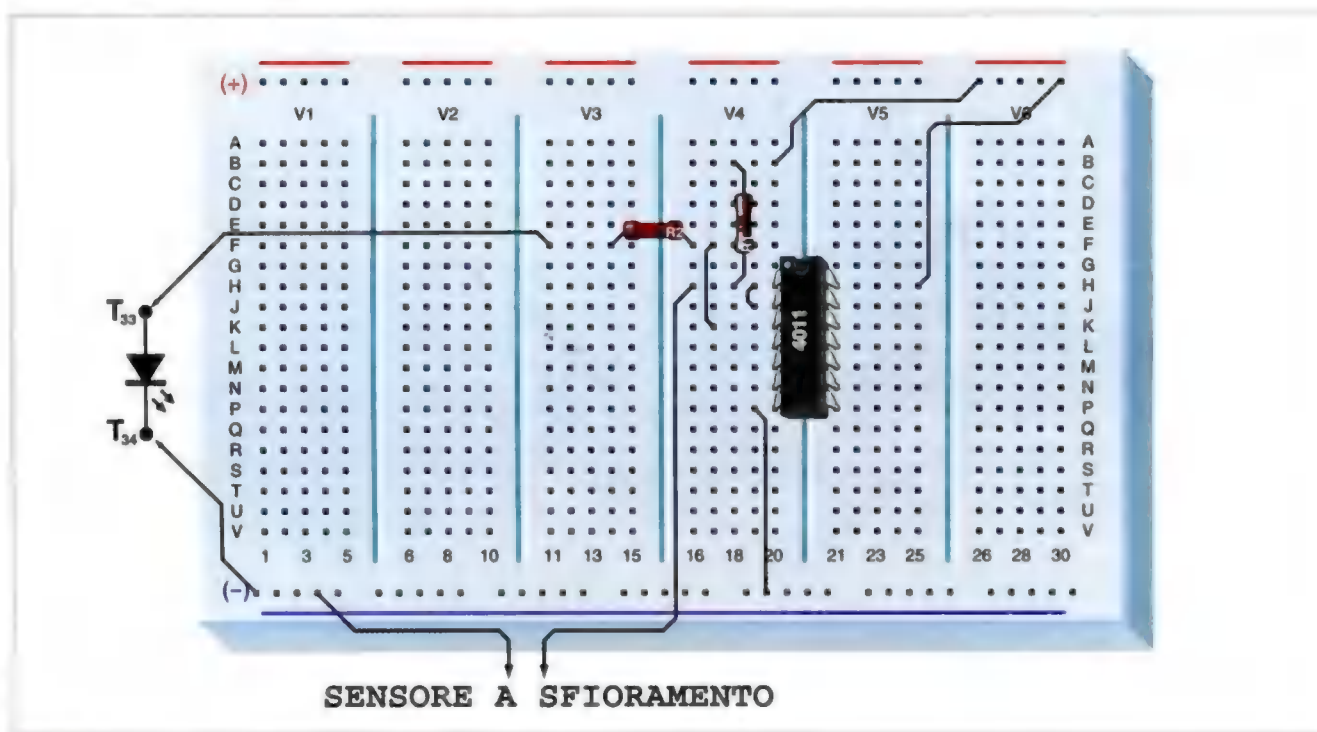 (+)
V1 V2 V3 V4 V5 V6
A A
B B
C C
D D
E E
F R2 F
G G
H H
J J
K K
L L
M M
N N
P P
Q Q
R R
S S
T T
U U
V V
4011
T33
T34
1 3 5 6 8 10 11 13 15 16 18 20 21 23 25 26 28 30
(-)
SENSORE A SFIORAMENTO